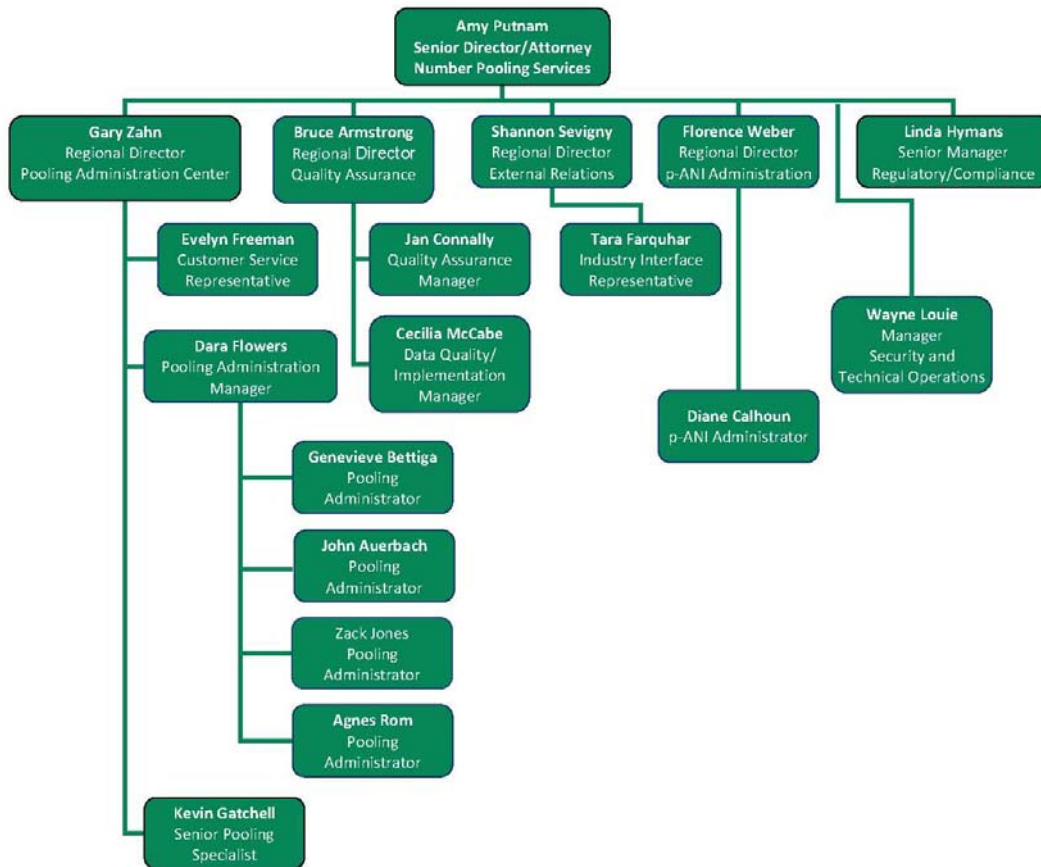 Amy Putnam
Senior Director/Attorney
Number Pooling Services
Gary Zahn
Regional Director
Pooling Administration Center
Bruce Armstrong
Regional Director
Quality Assurance
Shannon Sevigny
Regional Director
External Relations
Florence Weber
Regional Director
p-ANI Administration
Linda Hymans
Senior Manager
Regulatory/Compliance
Evelyn Freeman
Customer Service
Representative
Jan Connally
Quality Assurance
Manager
Tara Farquhar
Industry Interface
Representative
Wayne Louie
Manager
Security and
Technical Operations
Dara Flowers
Pooling Administration
Manager
Cecilia McCabe
Data Quality/
Implementation
Manager
Diane Calhoun
p-ANI Administrator
Genevieve Bettiga
Pooling
Administrator
John Auerbach
Pooling
Administrator
Zack Jones
Pooling
Administrator
Agnes Rom
Pooling
Administrator
Kevin Gatchell
Senior Pooling
Specialist